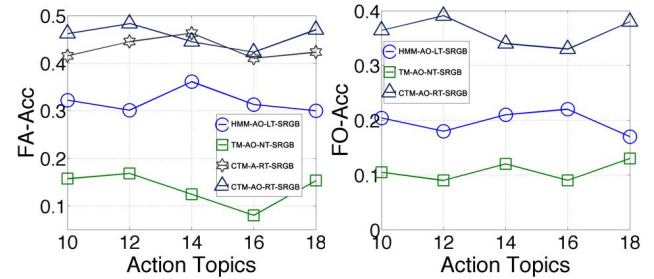 0.5
0.4
0.3
0.2
0.1
FA-Acc
HMM-AO-LT-SRGB
TM-AO-NT-SRGB
CTM-A-RT-SRGB
CTM-AO-RT-SRGB
10 12 14 16 18
Action Topics
0.4
0.3
0.2
0.1
0
FO-Acc
HMM-AO-LT-SRGB
TM-AO-NT-SRGB
CTM-AO-RT-SRGB
10 12 14 16 18
Action Topics